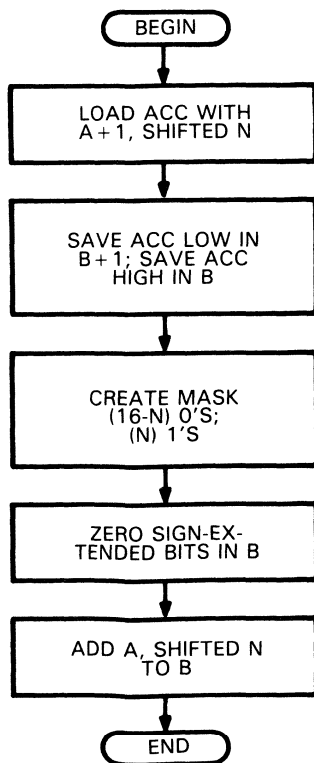 BEGIN
LOAD ACC WITH
A+1, SHIFTED N
SAVE ACC LOW IN
B+1; SAVE ACC
HIGH IN B
CREATE MASK
(16-N) 0'S;
(N) 1'S
ZERO SIGN-EX-
TENDED BITS IN B
ADD A, SHIFTED N
TO B
END